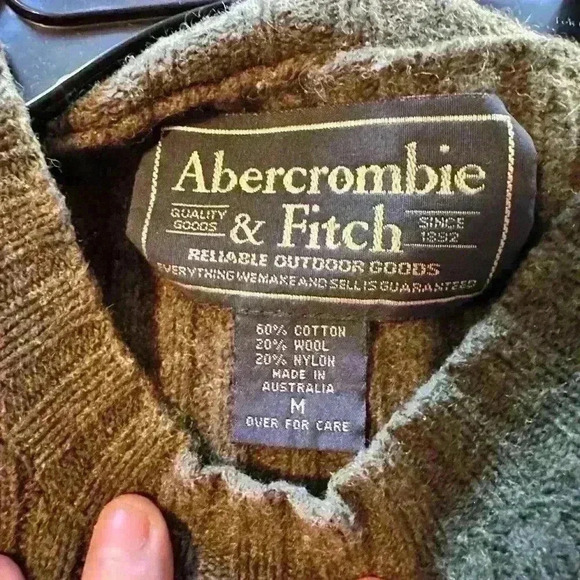 Abercrombie
QUALITY GOODS & Fitch SINCE 1892
RELIABLE OUTDOOR GOODS
EVERYTHING WE MAKE AND SELL IS GUARANTEED
60% COTTON
20% WOOL
20% NYLON
MADE IN
AUSTRALIA
M
OVER FOR CARE